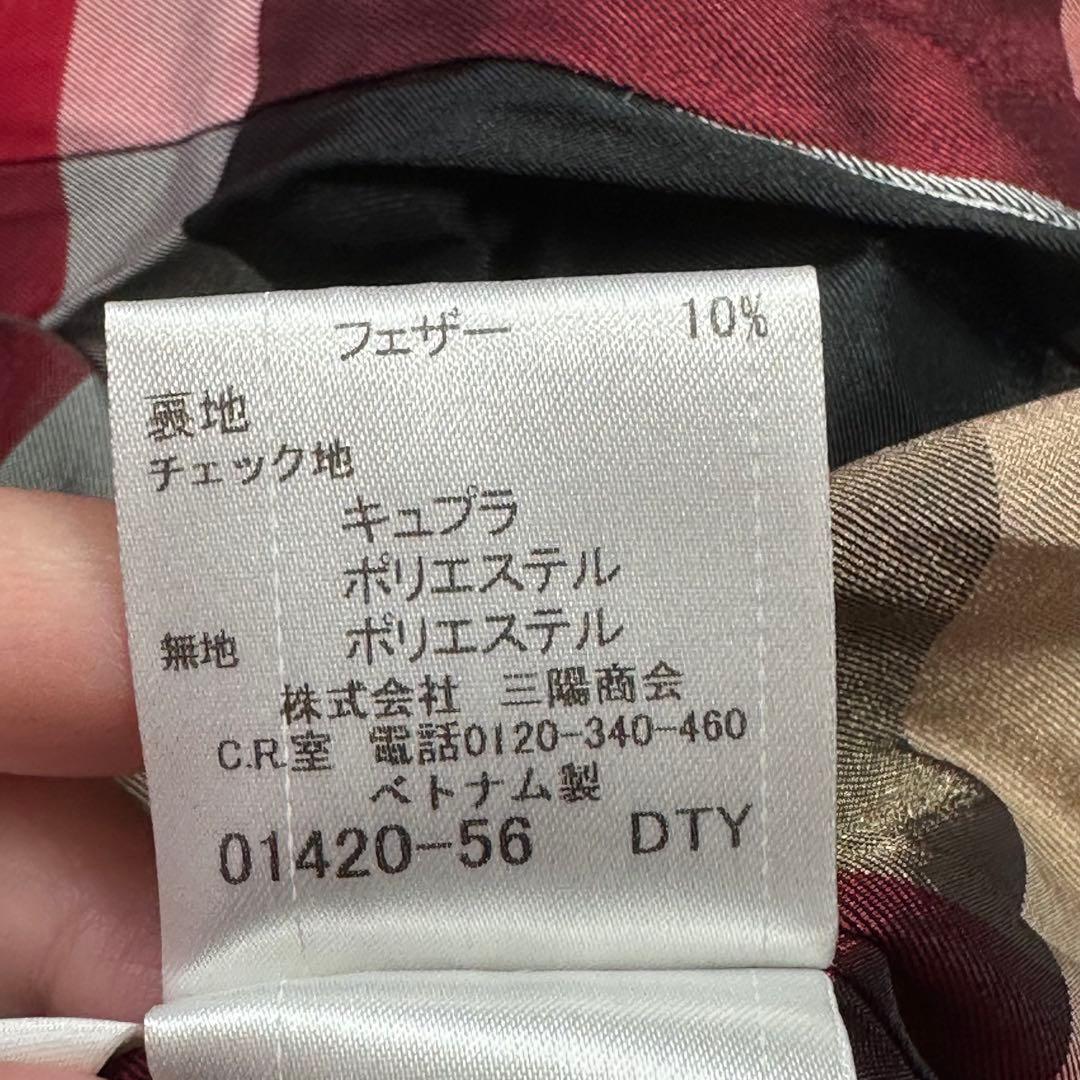 フェザー 10%
裏地
チェック地
キュプラ
ポリエステル
無地 ポリエステル
株式会社 三陽商会
C.R.室 電話0120-340-460
ベトナム製
01420-56 DTY